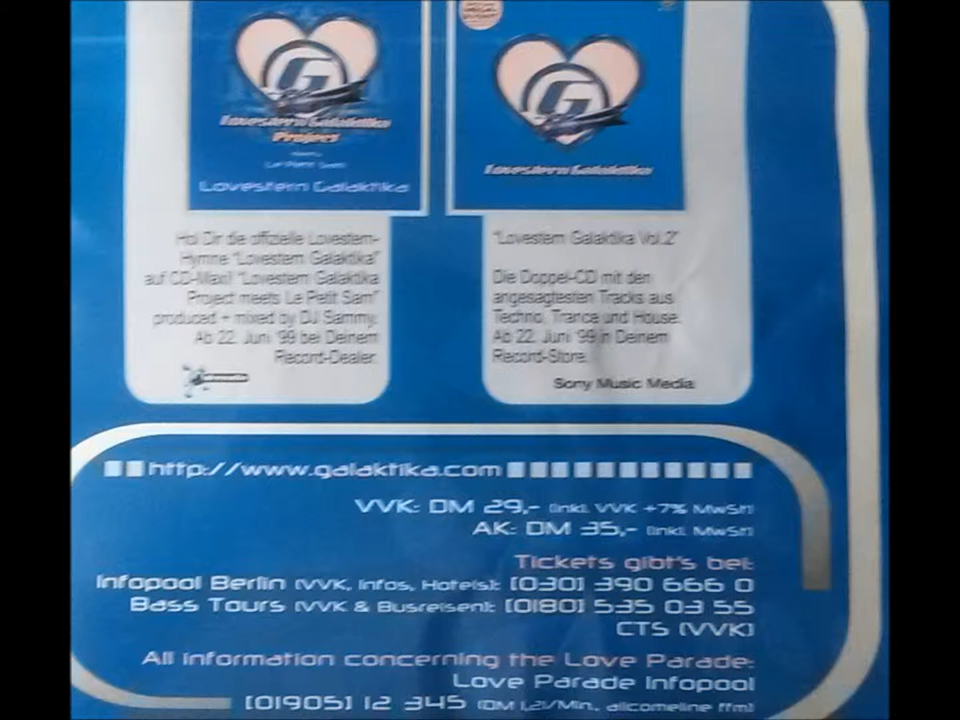 G
Lovestern Galaktika
Project
Le Petit Sam
Lovestern Galaktika
G
Lovestern Galaktika
Hol Dir die offizielle Lovestern-
Hymne "Lovestern Galaktika"
auf CD-Maxi! "Lovestern Galaktika
Project meets Le Petit Sam"
produced + mixed by DJ Sammy.
Ab 22. Juni '99 bei Deinem
Record-Dealer.
"Lovestern Galaktika Vol.2"
Die Doppel-CD mit den
angesagtesten Tracks aus
Techno, Trance und House.
Ab 22. Juni '99 in Deinem
Record-Store.
Sony Music Media
http://www.galaktika.com
VVK: DM 29,- (inkl. VVK +7% MwSt)
AK: DM 35,- (inkl. MwSt)
Tickets gibt's bei:
Infopool Berlin (VVK, Infos, Hotels): [030] 390 666 0
Bass Tours (VVK & Busreisen): [0180] 535 03 55
CTS (VVK)
All information concerning the Love Parade:
Love Parade Infopool
[01905] 12 345 (DM 1,21/Min, allcomeline ffm)